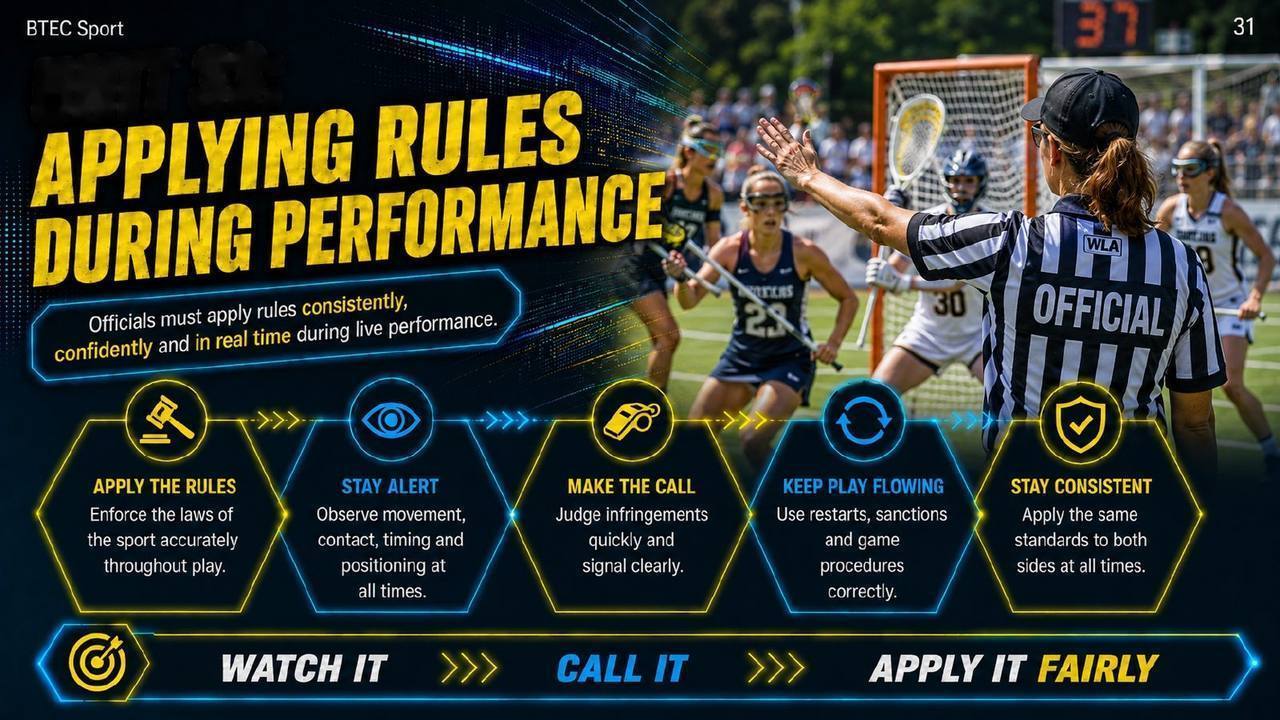 BTEC Sport
31
37
APPLYING RULES
DURING PERFORMANCE
Officials must apply rules consistently,
confidently and in real time during live performance.
WLA
OFFICIAL
23
30
APPLY THE RULES
Enforce the laws of
the sport accurately
throughout play.
STAY ALERT
Observe movement,
contact, timing and
positioning at
all times.
MAKE THE CALL
Judge infringements
quickly and
signal clearly.
KEEP PLAY FLOWING
Use restarts, sanctions
and game
procedures
correctly.
STAY CONSISTENT
Apply the same
standards to both
sides at all times.
WATCH IT
CALL IT
APPLY IT FAIRLY